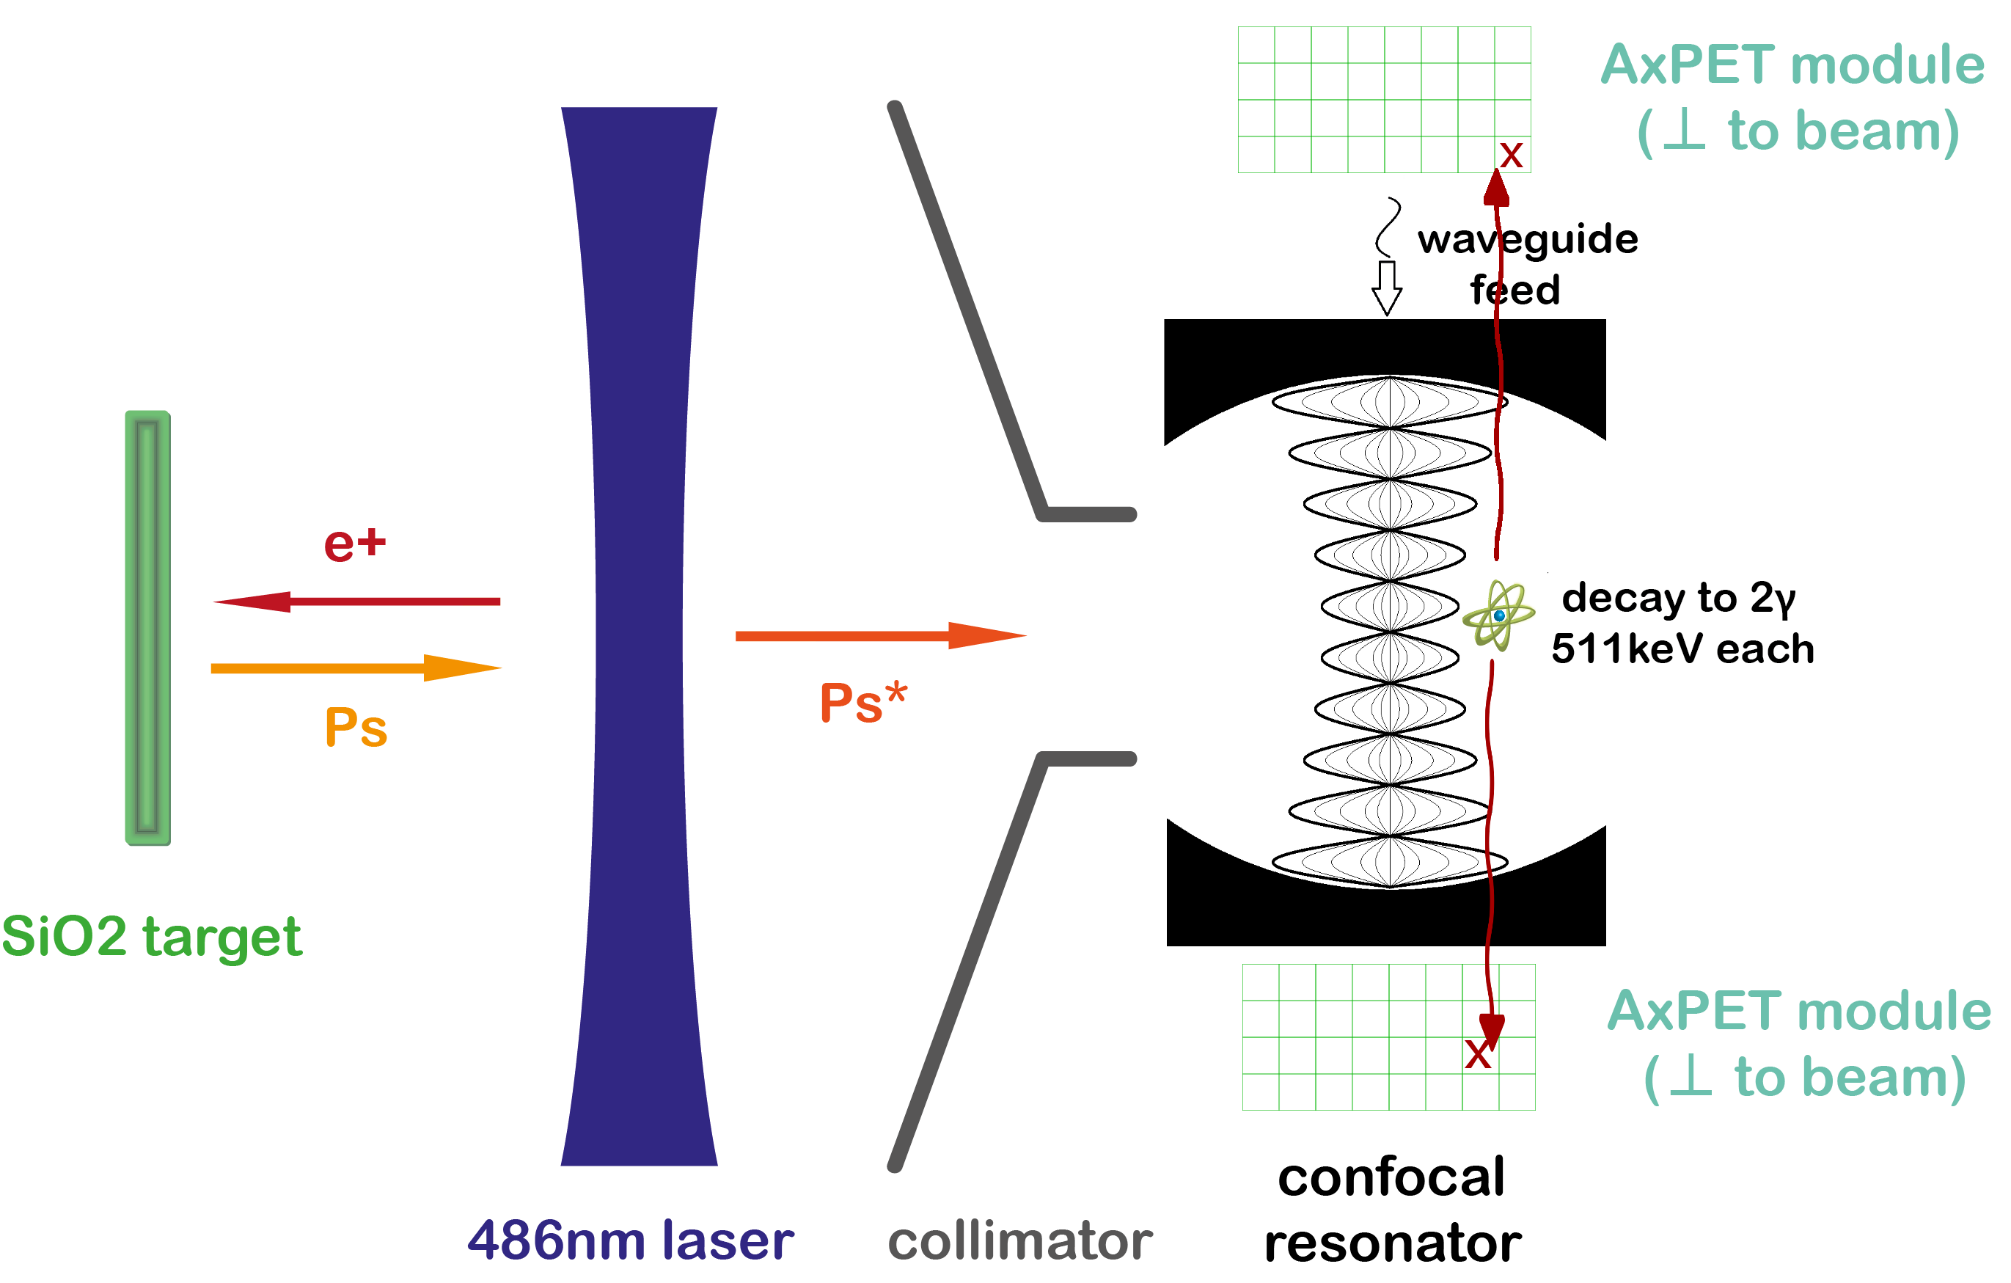 AxPET module
(⊥ to beam)
x
waveguide
feed
e+
Ps
Ps*
decay to 2γ
511keV each
SiO2 target
AxPET module
(⊥ to beam)
x
486nm laser
collimator
confocal
resonator